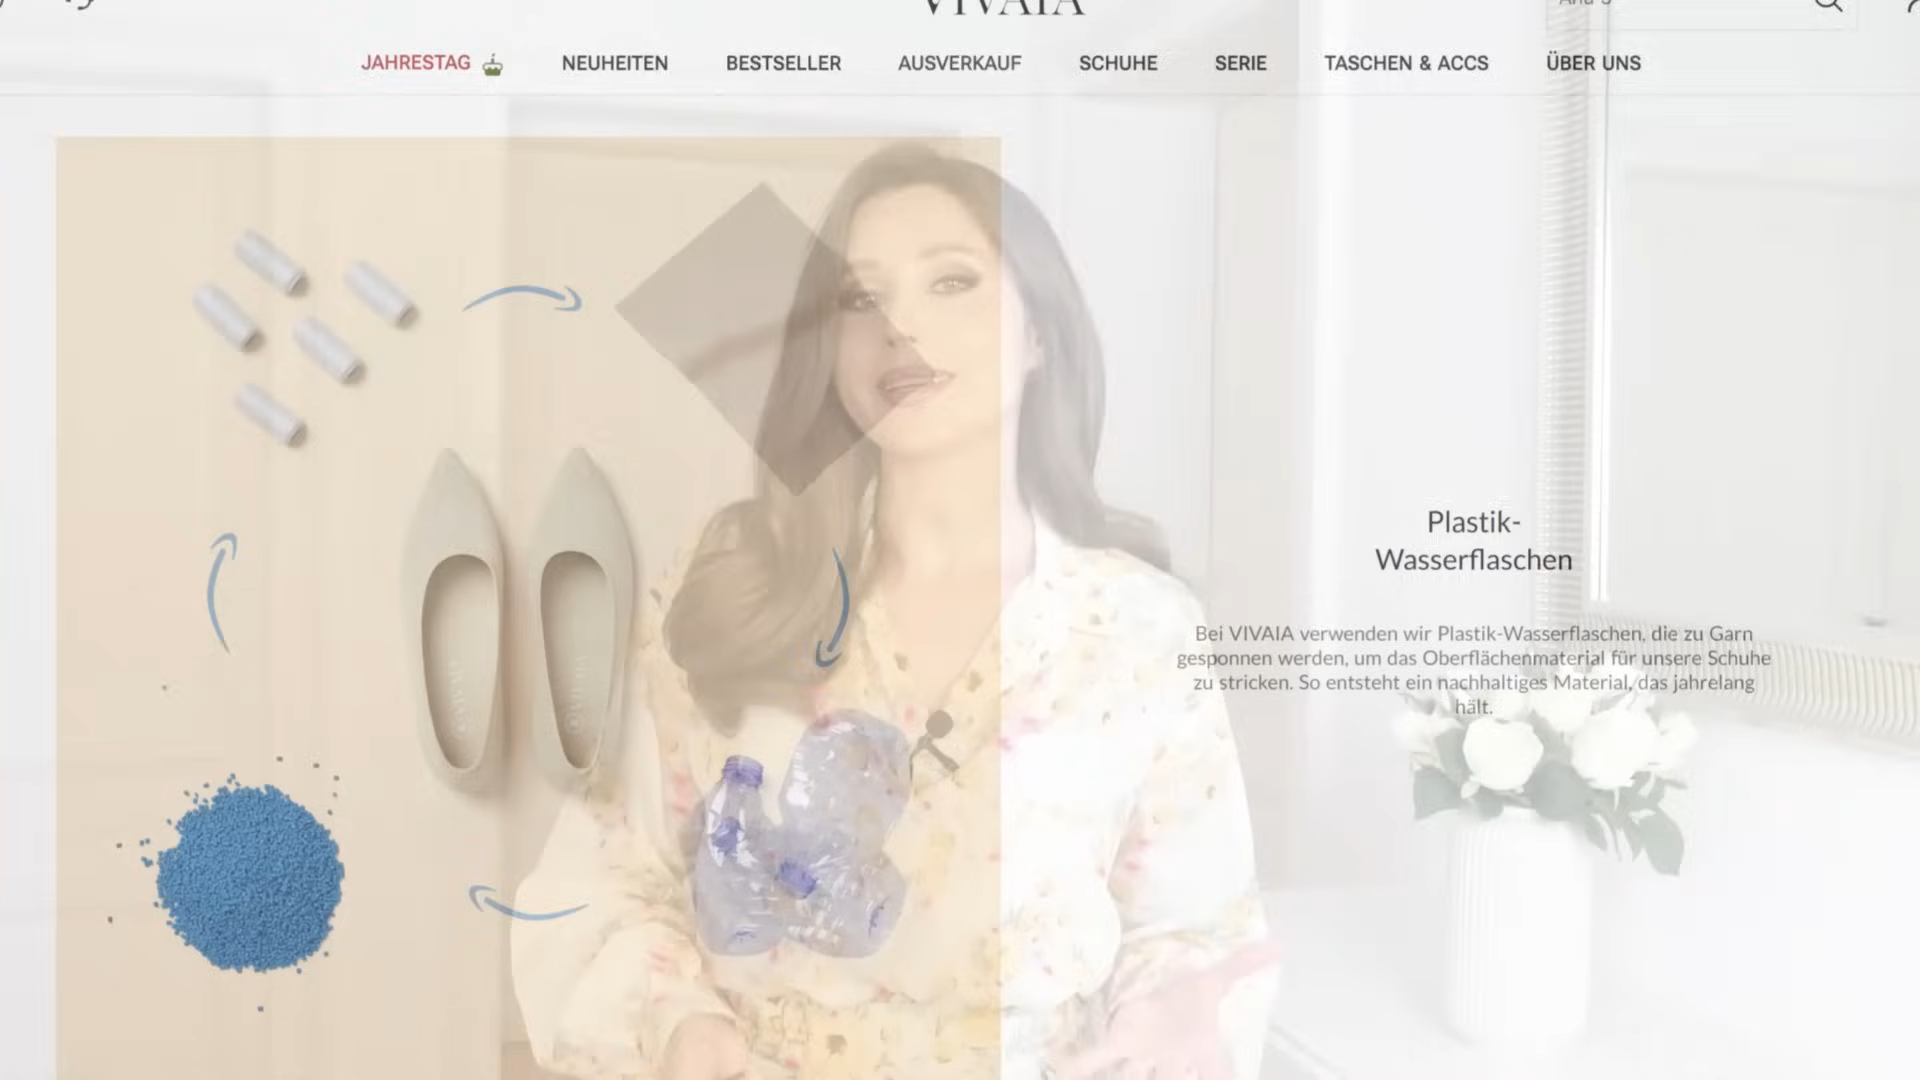 VIVAIA
JAHRESTAG
NEUHEITEN
BESTSELLER
AUSVERKAUF
SCHUHE
SERIE
TASCHEN & ACCS
ÜBER UNS
Plastik-
Wasserflaschen
Bei VIVAIA verwenden wir Plastik-Wasserflaschen, die zu Garn
gesponnen werden, um das Oberflächenmaterial für unsere Schuhe
zu stricken. So entsteht ein nachhaltiges Material, das jahrelang
hält.